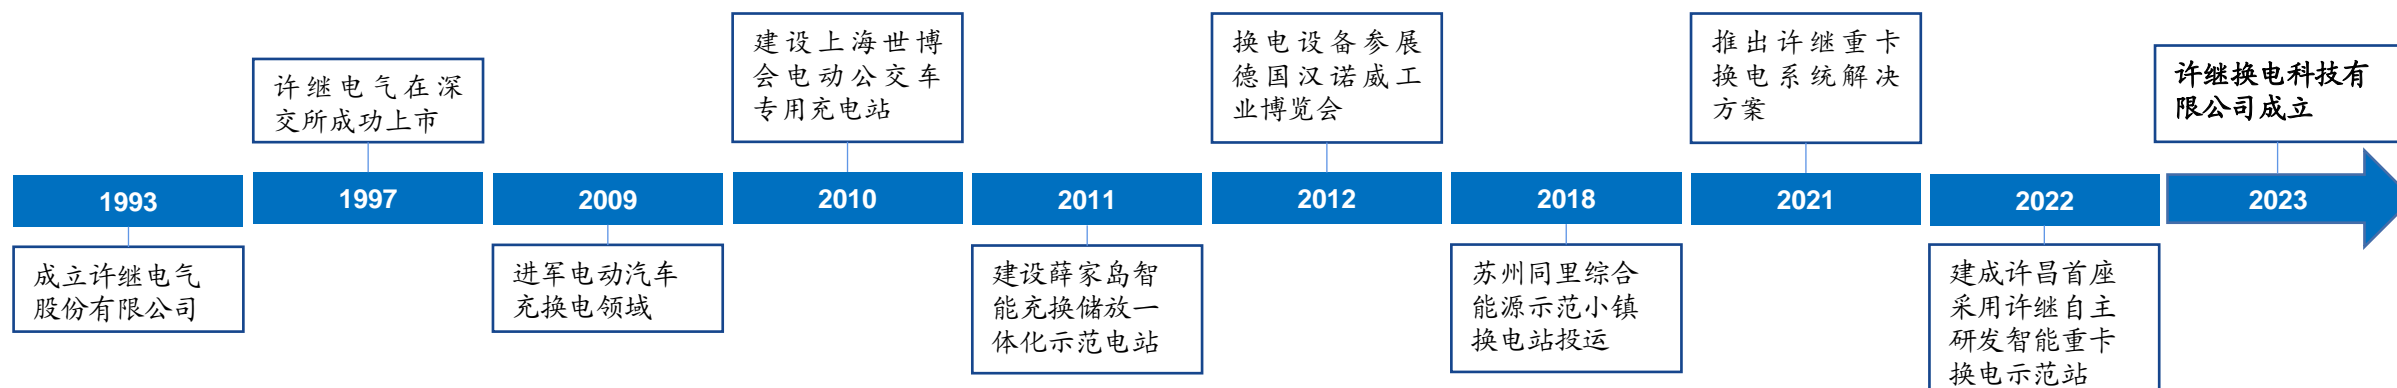 1993
成立许继电气
股份有限公司
许继电气在深
交所成功上市
1997
2009
进军电动汽车
充换电领域
建设上海世博
会电动公交车
专用充电站
2010
2011
建设薛家岛智
能充换储放一
体化示范电站
换电设备参展
德国汉诺威工
业博览会
2012
2018
苏州同里综合
能源示范小镇
换电站投运
推出许继重卡
换电系统解决
方案
2021
2022
建成许昌首座
采用许继自主
研发智能重卡
换电示范站
许继换电科技有
限公司成立
2023